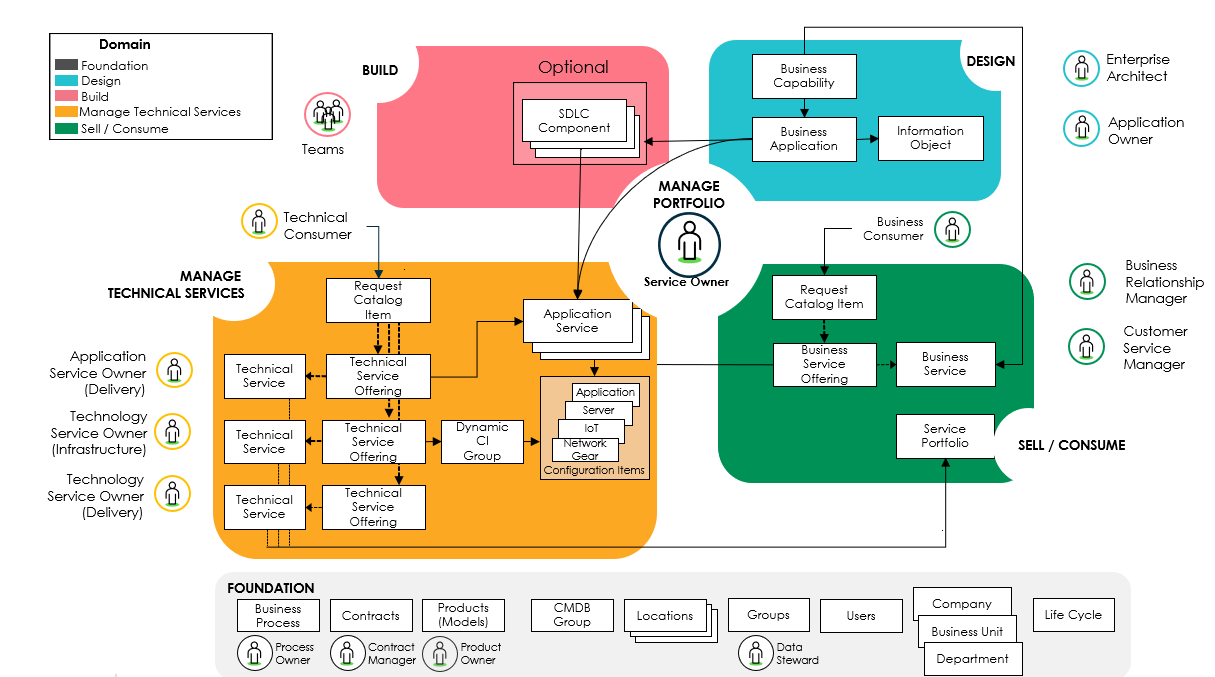 Domain
Foundation
Design
Build
Manage Technical Services
Sell / Consume
BUILD
Teams
Optional
SDLC
Component
DESIGN
Business
Capability
Business
Application
Information
Object
Enterprise
Architect
Application
Owner
MANAGE
PORTFOLIO
Service Owner
Technical
Consumer
Business
Consumer
MANAGE
TECHNICAL SERVICES
Request
Catalog
Item
Application
Service
Technical
Service
Technical
Service
Offering
Technical
Service
Technical
Service
Offering
Dynamic
CI
Group
Technical
Service
Technical
Service
Offering
Application
Server
IoT
Network
Gear
Configuration Items
Application
Service Owner
(Delivery)
Technology
Service Owner
(Infrastructure)
Technology
Service Owner
(Delivery)
Request
Catalog Item
Business
Service
Offering
Business
Service
Service
Portfolio
SELL / CONSUME
Business
Relationship
Manager
Customer
Service
Manager
FOUNDATION
Business
Process
Contracts
Products
(Models)
CMDB
Group
Locations
Groups
Users
Company
Business Unit
Department
Life Cycle
Process
Owner
Contract
Manager
Product
Owner
Data
Steward